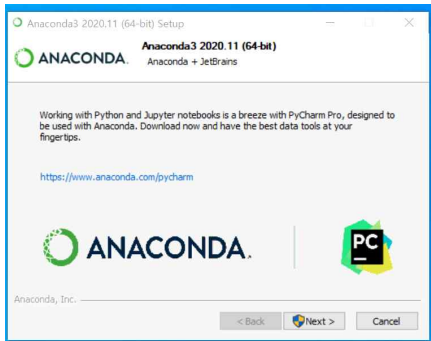 Anaconda3 2020.11 (64-bit) Setup
ANACONDA.
Anaconda3 2020.11 (64-bit)
Anaconda + JetBrains
Working with Python and Jupyter notebooks is a breeze with PyCharm Pro, designed to
be used with Anaconda. Download now and have the best data tools at your
fingertips.
https://www.anaconda.com/pycharm
ANACONDA.
PC
Anaconda, Inc.
< Back
Next >
Cancel